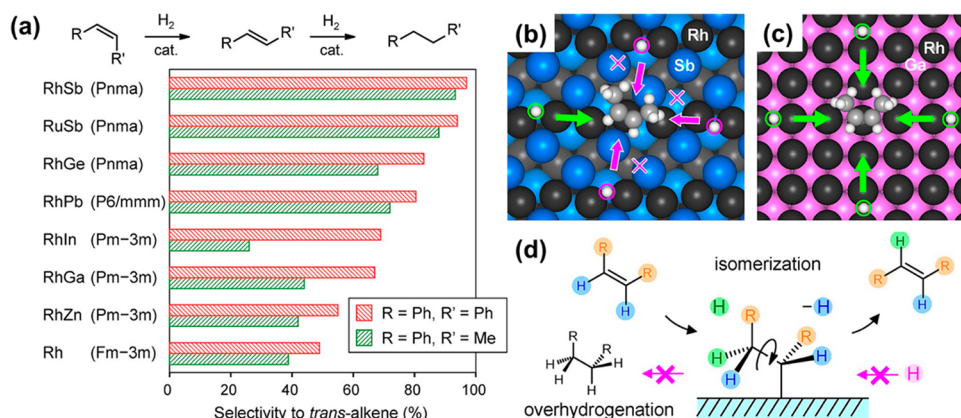 (a)
R
R'
H₂
cat.
R
R'
H₂
cat.
R
R'
RhSb (Pnma)
RuSb (Pnma)
RhGe (Pnma)
RhPb (P6/mmm)
RhIn (Pm−3m)
RhGa (Pm−3m)
RhZn (Pm−3m)
Rh (Fm−3m)
R = Ph, R' = Ph
R = Ph, R' = Me
0 20 40 60 80 100
Selectivity to trans-alkene (%)
(b)
Rh
Sb
(c)
Rh
Ga
(d)
R
R
H
H
isomerization
H
−H
R
R
H
H
H
H
R
R
H
R
R
H
H
H
overhydrogenation
H